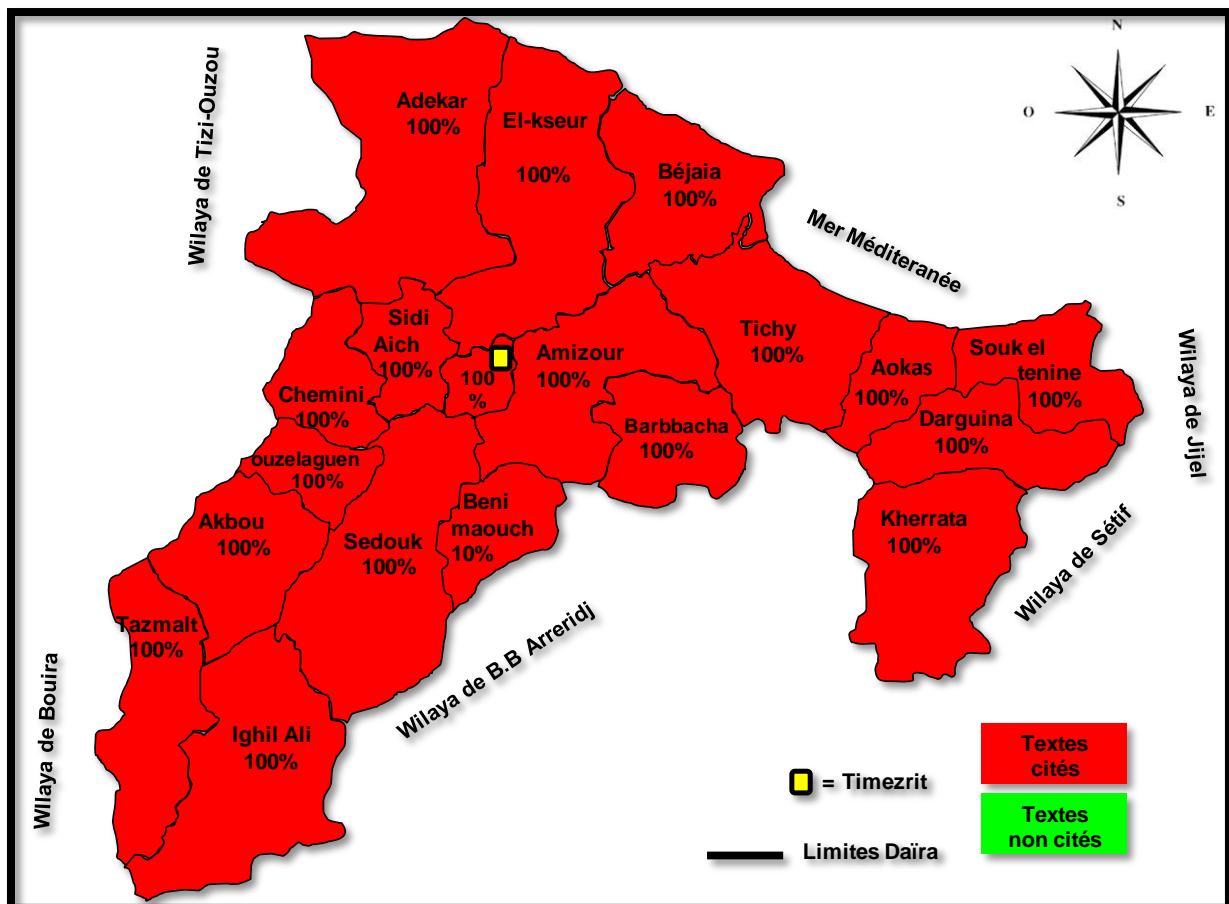 N
O
E
S
Wilaya de Tizi-Ouzou
Adekar
100%
El-kseur
100%
Béjaia
100%
Mer Méditeranée
Sidi
Aich
100%
100
%
Amizour
100%
Tichy
100%
Aokas
100%
Souk el
tenine
100%
Wilaya de Jijel
Chemini
100%
Barbbacha
100%
Darguina
100%
ouzelaguen
100%
Akbou
100%
Sedouk
100%
Beni
maouch
10%
Kherrata
100%
Wilaya de Sétif
Tazmalt
100%
Wilaya de B.B Arreridj
WIlaya de Bouira
Ighil Ali
100%
= Timezrit
Limites Daïra
Textes
cités
Textes
non cités